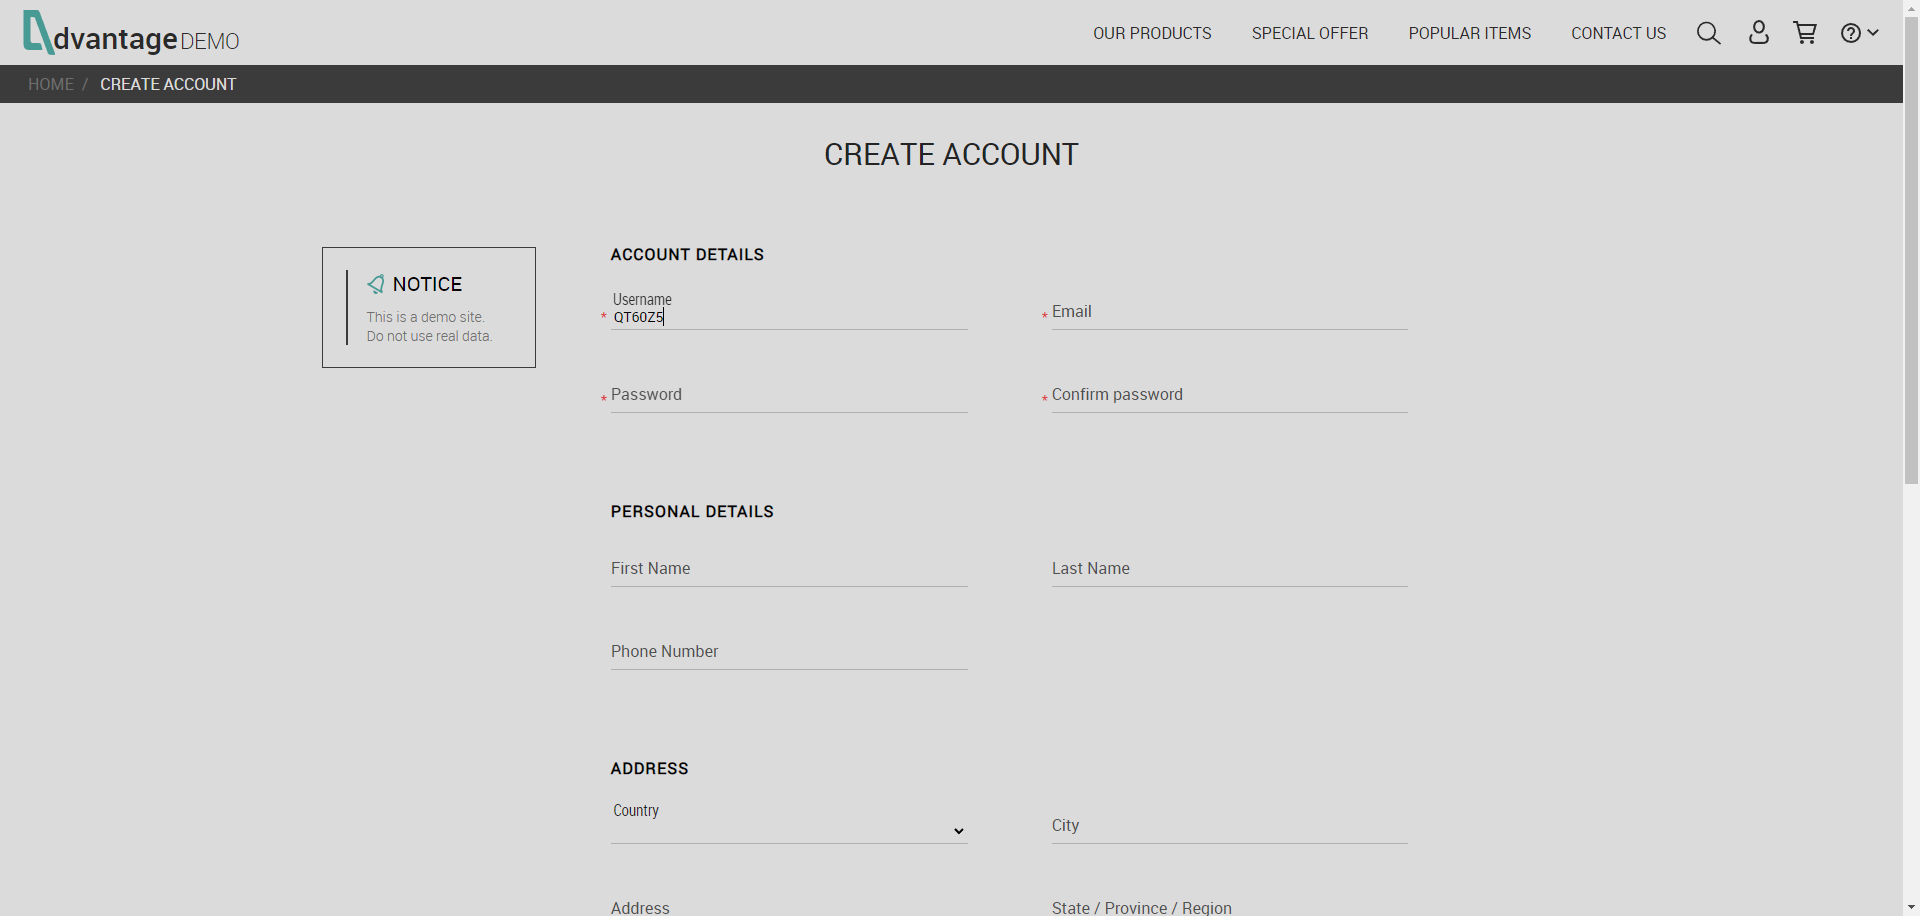 dvantage DEMO
OUR PRODUCTS
SPECIAL OFFER
POPULAR ITEMS
CONTACT US
HOME / CREATE ACCOUNT
CREATE ACCOUNT
NOTICE
This is a demo site.
Do not use real data.
ACCOUNT DETAILS
Username
* QT60Z5
* Email
* Password
* Confirm password
PERSONAL DETAILS
First Name
Last Name
Phone Number
ADDRESS
Country
City
Address
State / Province / Region